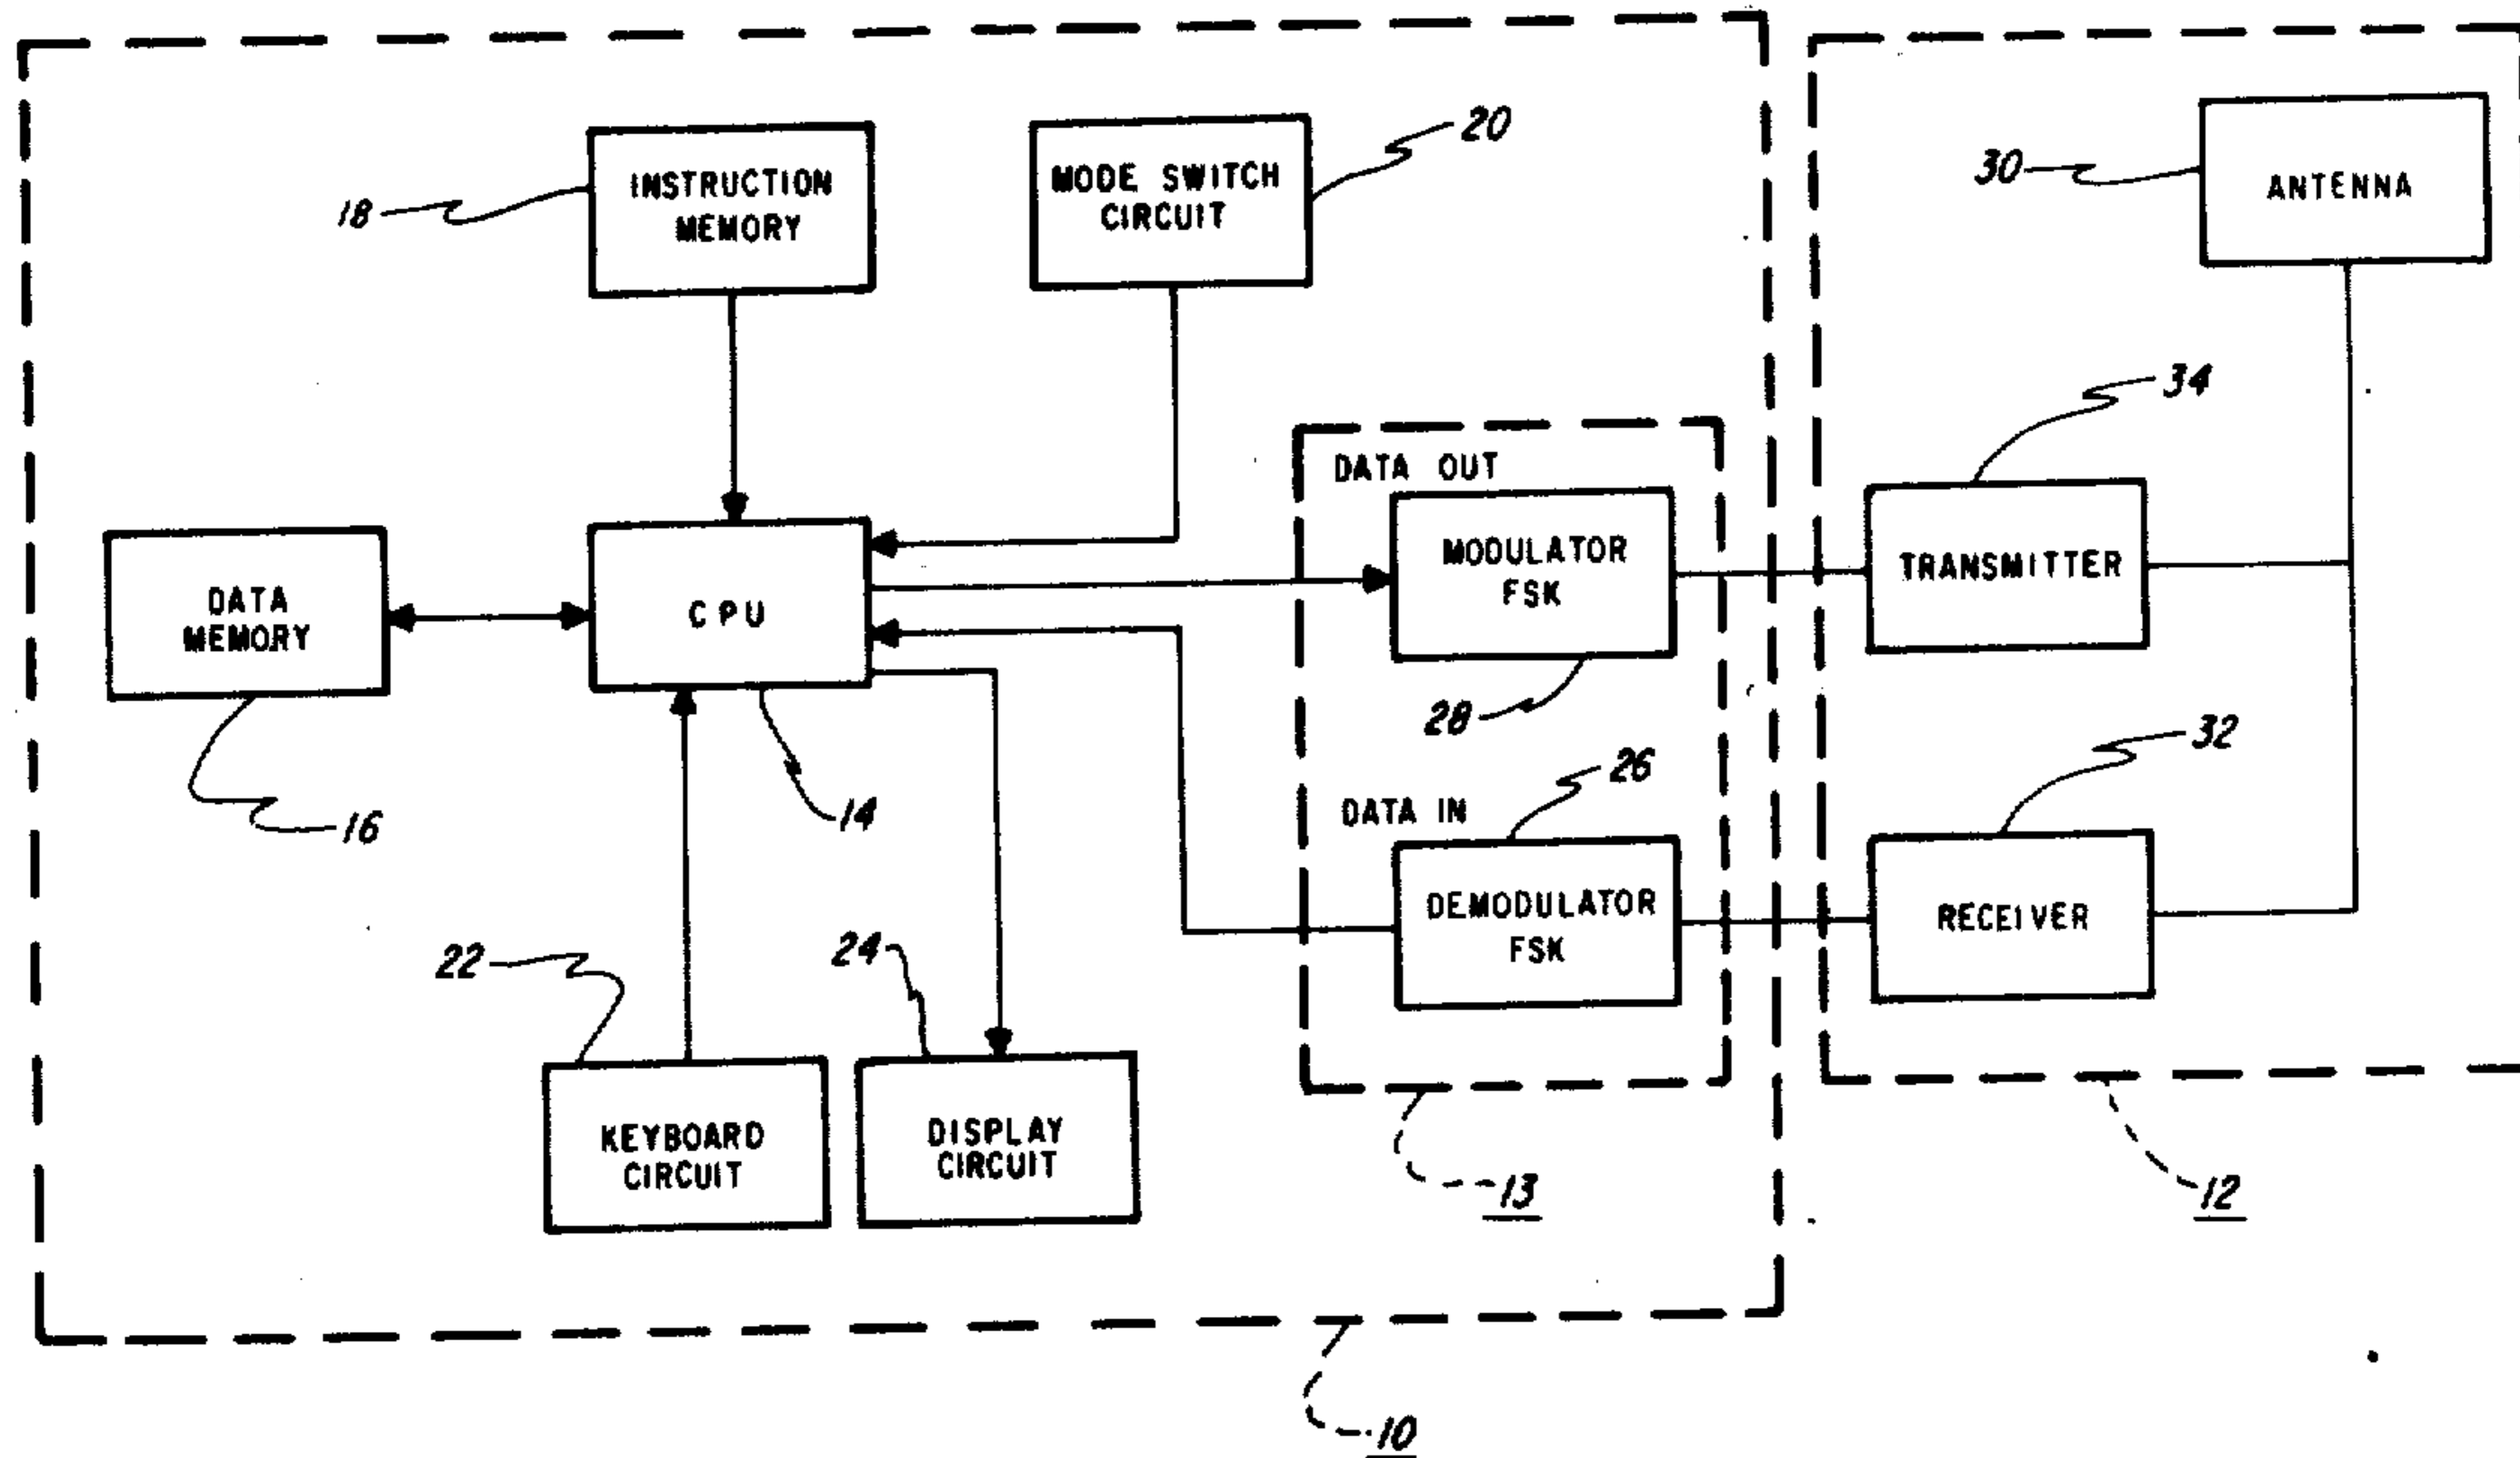 INSTRUCTION
MEMORY
18
MODE SWITCH
CIRCUIT
20
30
ANTENNA
34
DATA OUT
MODULATOR
FSK
TRANSMITTER
DATA
MEMORY
CPU
28
32
26
16
14
DATA IN
DEMODULATOR
FSK
RECEIVER
22
24
KEYBOARD
CIRCUIT
DISPLAY
CIRCUIT
13
12
10